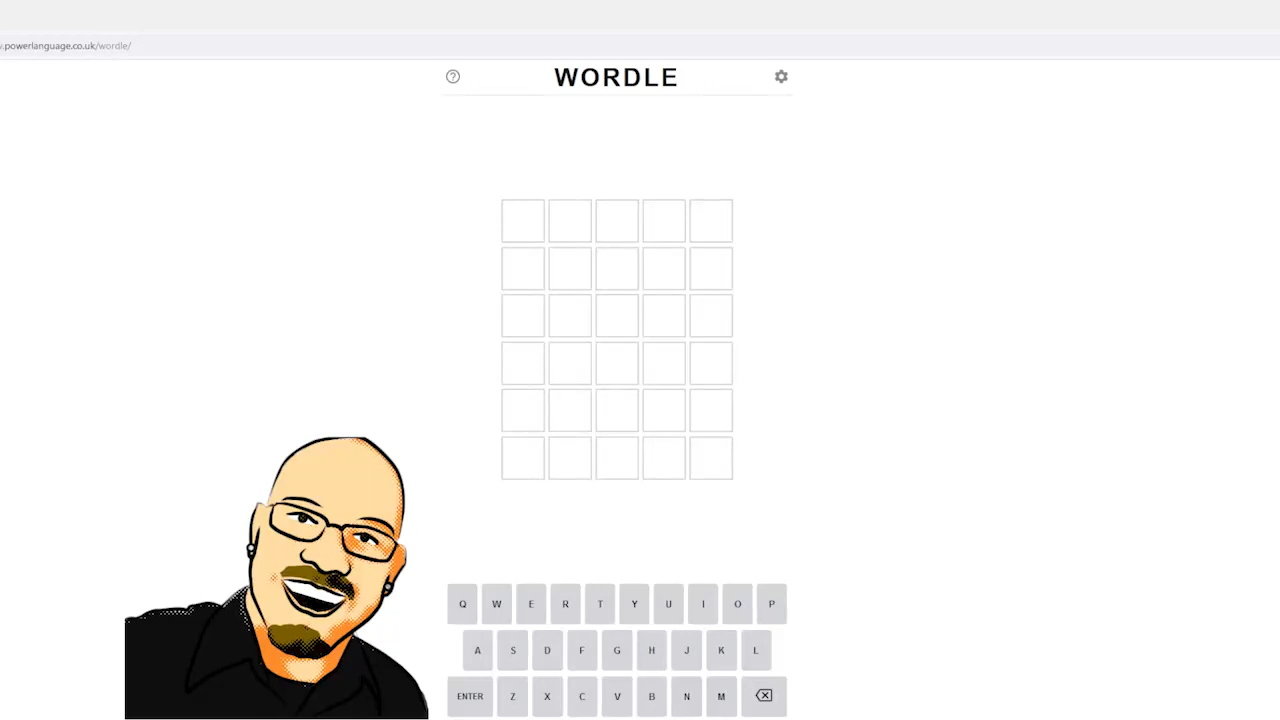 .powerlanguage.co.uk/wordle/
WORDLE
Q W E R T Y U I O P
A S D F G H J K L
ENTER Z X C V B N M